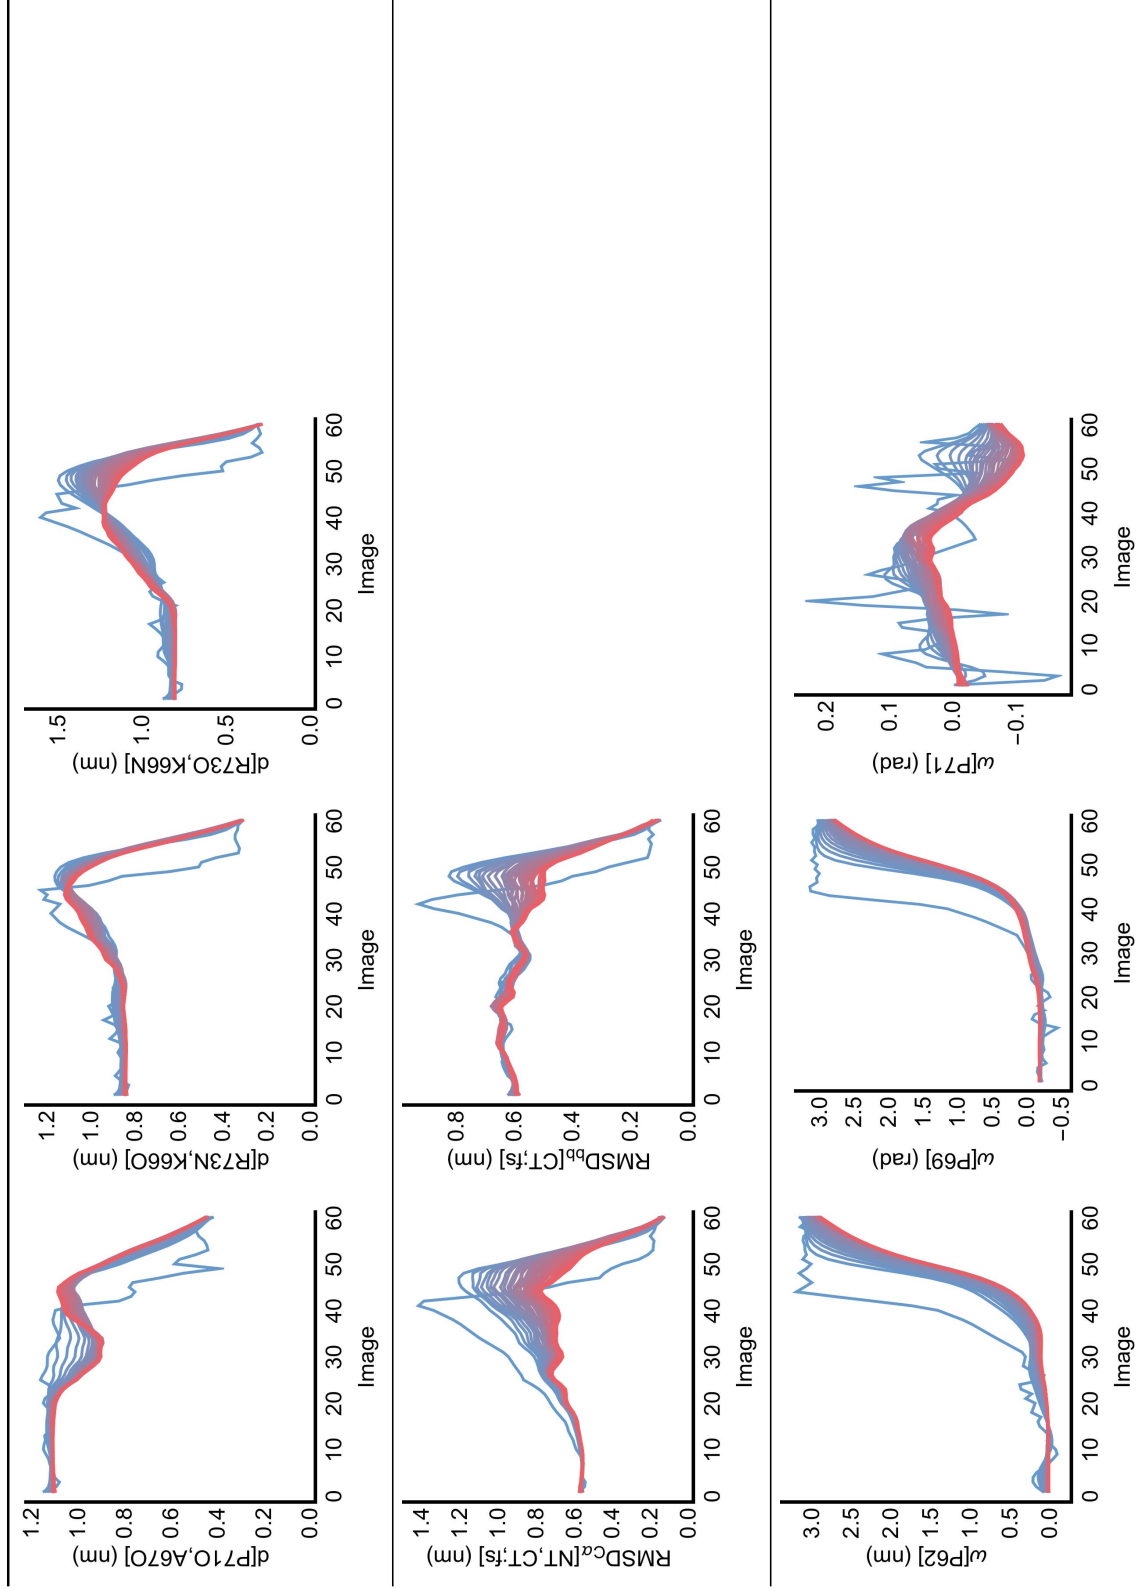 d[P71O,A67O] (nm)
1.2
1.0
0.8
0.6
0.4
0.2
0.0
0 10 20 30 40 50 60
Image
d[R73N,K66O] (nm)
1.2
1.0
0.8
0.6
0.4
0.2
0.0
0 10 20 30 40 50 60
Image
d[R73O,K66N] (nm)
1.5
1.0
0.5
0.0
0 10 20 30 40 50 60
Image
RMSD_Cα[NT,CT;fs] (nm)
1.4
1.2
1.0
0.8
0.6
0.4
0.2
0.0
0 10 20 30 40 50 60
Image
RMSD_bb[CT;fs] (nm)
0.8
0.6
0.4
0.2
0.0
0 10 20 30 40 50 60
Image
ω[P62] (nm)
3.0
2.5
2.0
1.5
1.0
0.5
0.0
0 10 20 30 40 50 60
Image
ω[P69] (rad)
3.0
2.5
2.0
1.5
1.0
0.5
0.0
−0.5
0 10 20 30 40 50 60
Image
ω[P71] (rad)
0.2
0.1
0.0
−0.1
0 10 20 30 40 50 60
Image